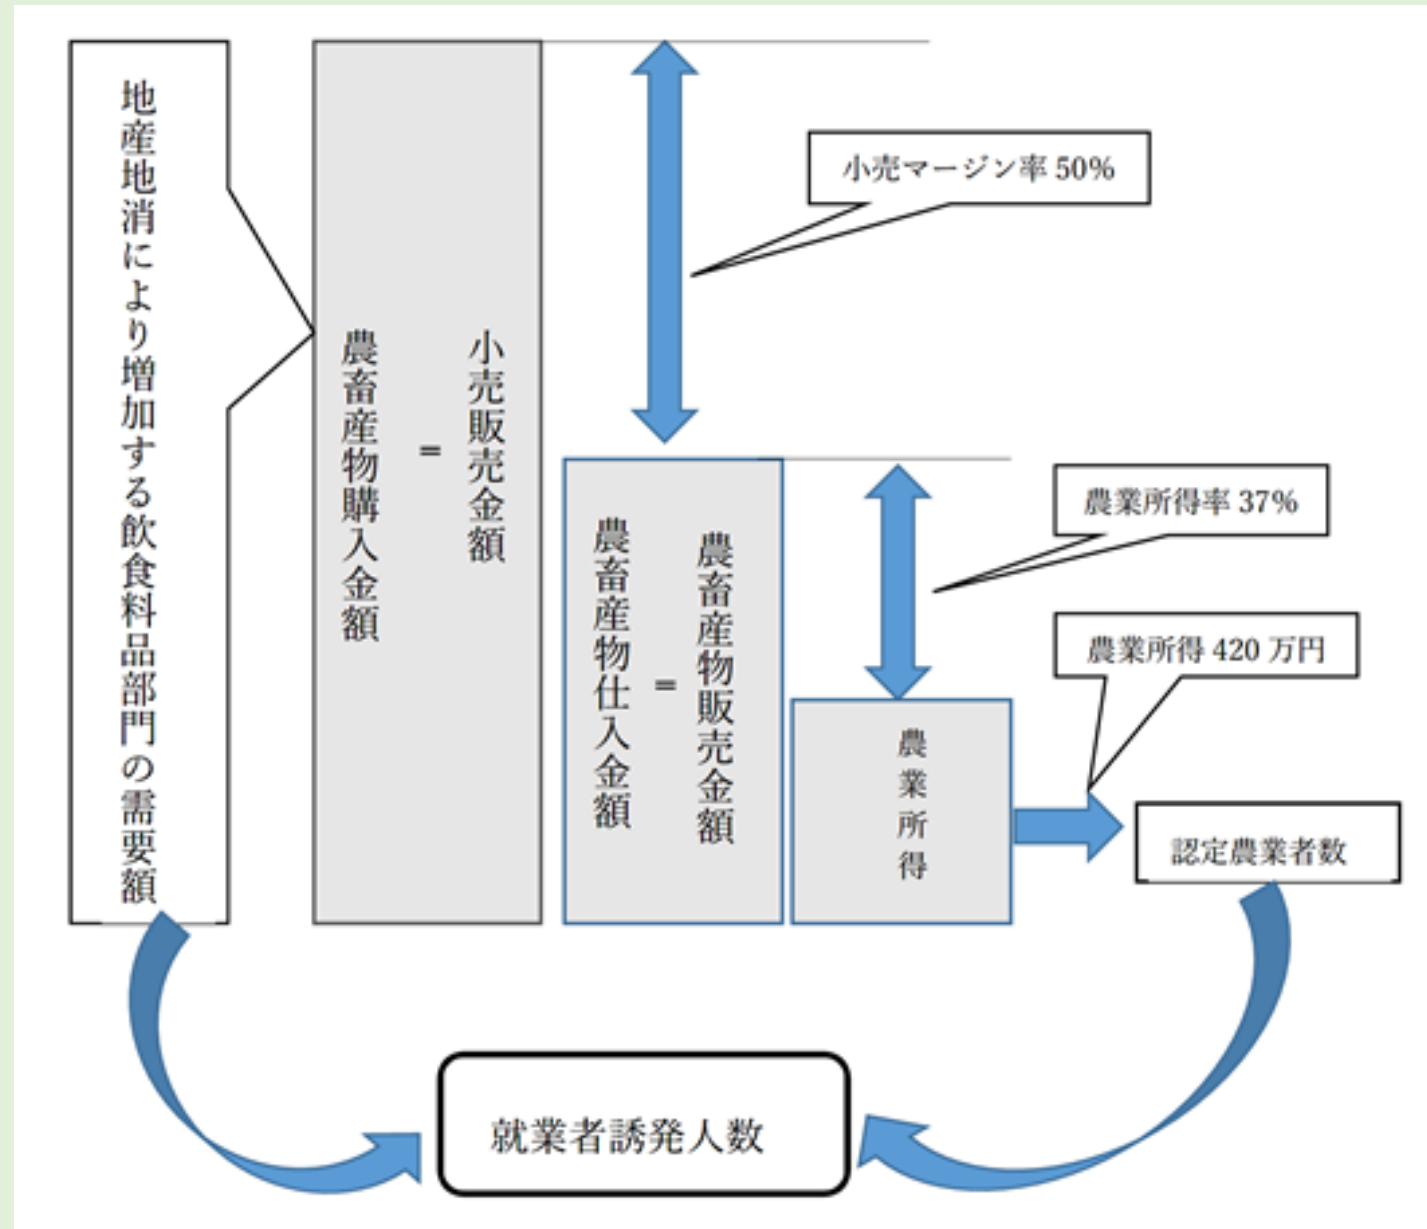 地産地消により増加する飲食料品部門の需要額
農畜産物購入金額
=
小売販売金額
小売マージン率 50%
農畜産物仕入金額
=
農畜産物販売金額
農業所得率 37%
農業所得 420 万円
農業所得
認定農業者数
就業者誘発人数